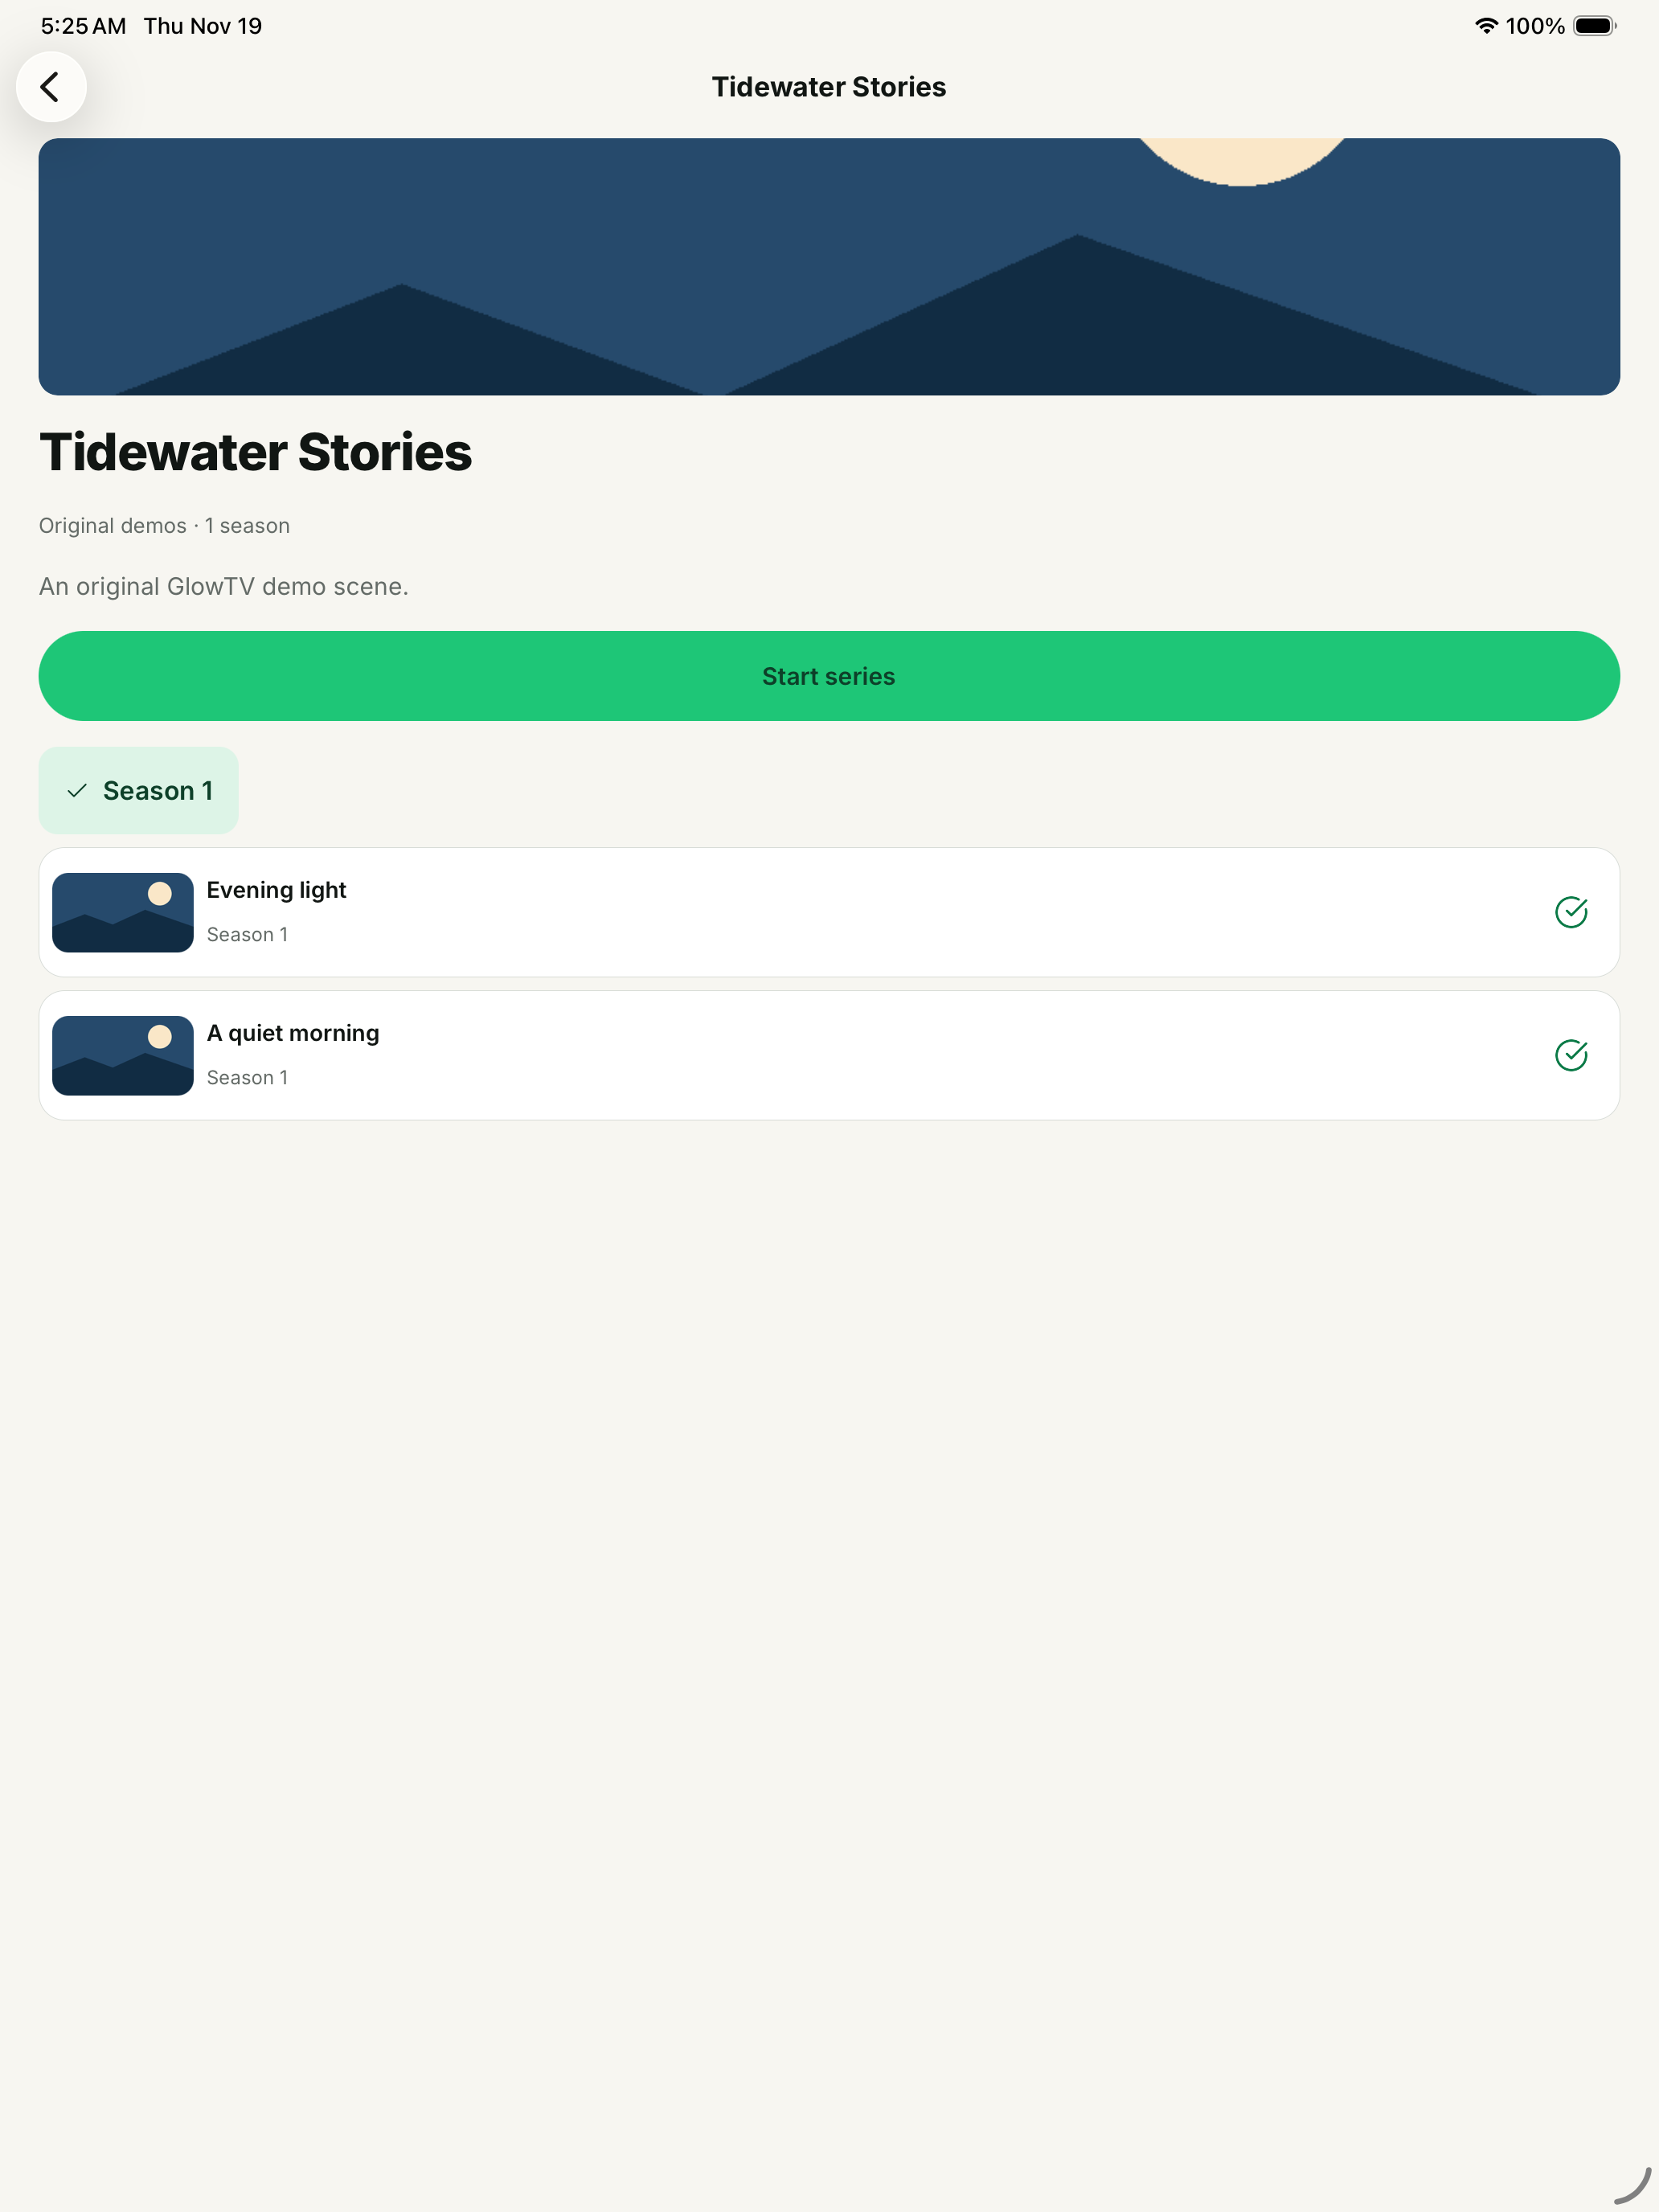 5:25 AM Thu Nov 19
100%
Tidewater Stories
Tidewater Stories
Original demos · 1 season
An original GlowTV demo scene.
Start series
Season 1
Evening light
Season 1
A quiet morning
Season 1